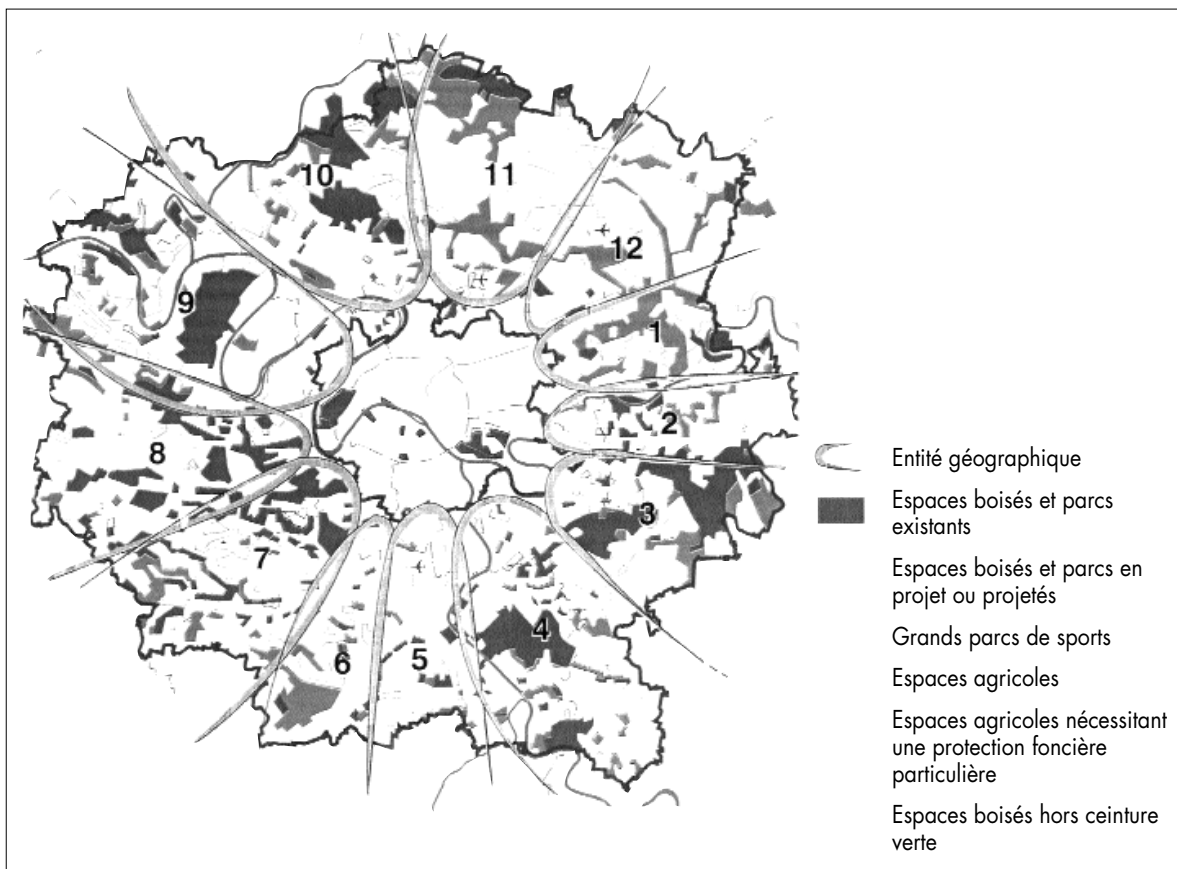 10
11
12
9
1
2
8
3
7
4
6
5
Entité géographique
Espaces boisés et parcs
existants
Espaces boisés et parcs en
projet ou projetés
Grands parcs de sports
Espaces agricoles
Espaces agricoles nécessitant
une protection foncière
particulière
Espaces boisés hors ceinture
verte